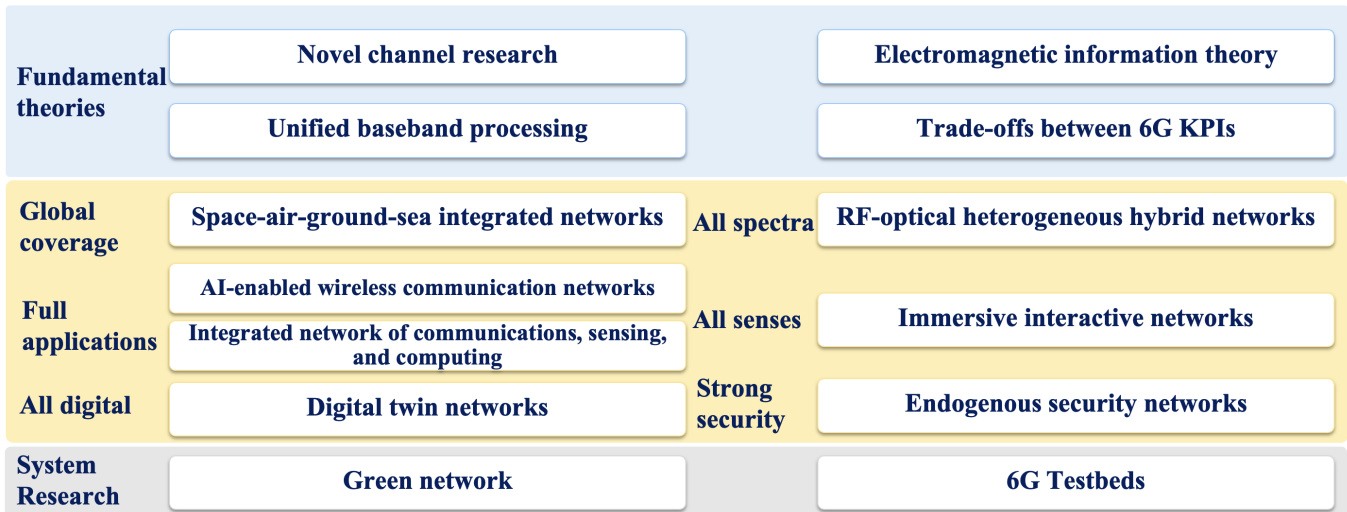 Fundamental
theories
Novel channel research
Electromagnetic information theory
Unified baseband processing
Trade-offs between 6G KPIs
Global
coverage
Space-air-ground-sea integrated networks
All spectra
RF-optical heterogeneous hybrid networks
Full
applications
AI-enabled wireless communication networks
Integrated network of communications, sensing,
and computing
All senses
Immersive interactive networks
All digital
Digital twin networks
Strong
security
Endogenous security networks
System
Research
Green network
6G Testbeds